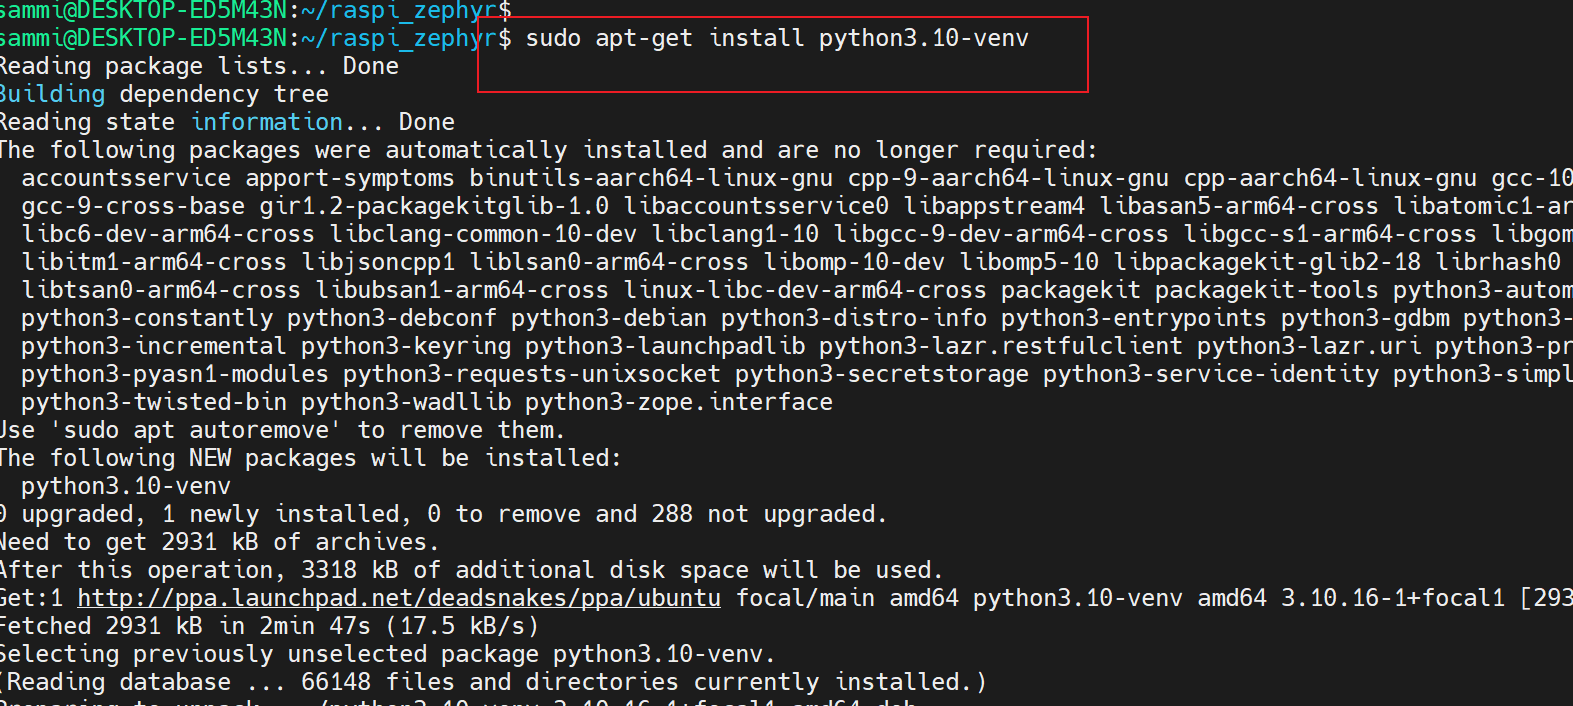 sammi@DESKTOP-ED5M43N:~/raspi_zephyr$
sammi@DESKTOP-ED5M43N:~/raspi_zephyr$ sudo apt-get install python3.10-venv
Reading package lists... Done
Building dependency tree
Reading state information... Done
The following packages were automatically installed and are no longer required:
accountsservice apport-symptoms binutils-aarch64-linux-gnu cpp-9-aarch64-linux-gnu cpp-aarch64-linux-gnu gcc-10
gcc-9-cross-base gir1.2-packagekitglib-1.0 libaccountsservice0 libappstream4 libasan5-arm64-cross libatomic1-ar
libc6-dev-arm64-cross libclang-common-10-dev libclang1-10 libgcc-9-dev-arm64-cross libgcc-s1-arm64-cross libgom
libitm1-arm64-cross libjsoncpp1 liblsan0-arm64-cross libomp-10-dev libomp5-10 libpackagekit-glib2-18 librhash0
libtsan0-arm64-cross libubsan1-arm64-cross linux-libc-dev-arm64-cross packagekit packagekit-tools python3-autom
python3-constantly python3-debconf python3-debian python3-distro-info python3-entrypoints python3-gdbm python3-
python3-incremental python3-keyring python3-launchpadlib python3-lazr.restfulclient python3-lazr.uri python3-pr
python3-pyasn1-modules python3-requests-unixsocket python3-secretstorage python3-service-identity python3-simpl
python3-twisted-bin python3-wadllib python3-zope.interface
Use 'sudo apt autoremove' to remove them.
The following NEW packages will be installed:
python3.10-venv
0 upgraded, 1 newly installed, 0 to remove and 288 not upgraded.
Need to get 2931 kB of archives.
After this operation, 3318 kB of additional disk space will be used.
Get:1 http://ppa.launchpad.net/deadsnakes/ppa/ubuntu focal/main amd64 python3.10-venv amd64 3.10.16-1+focal1 [293
Fetched 2931 kB in 2min 47s (17.5 kB/s)
Selecting previously unselected package python3.10-venv.
(Reading database ... 66148 files and directories currently installed.)
Preparing to unpack .../python3.10-venv_3.10.16-1+focal1_amd64.deb